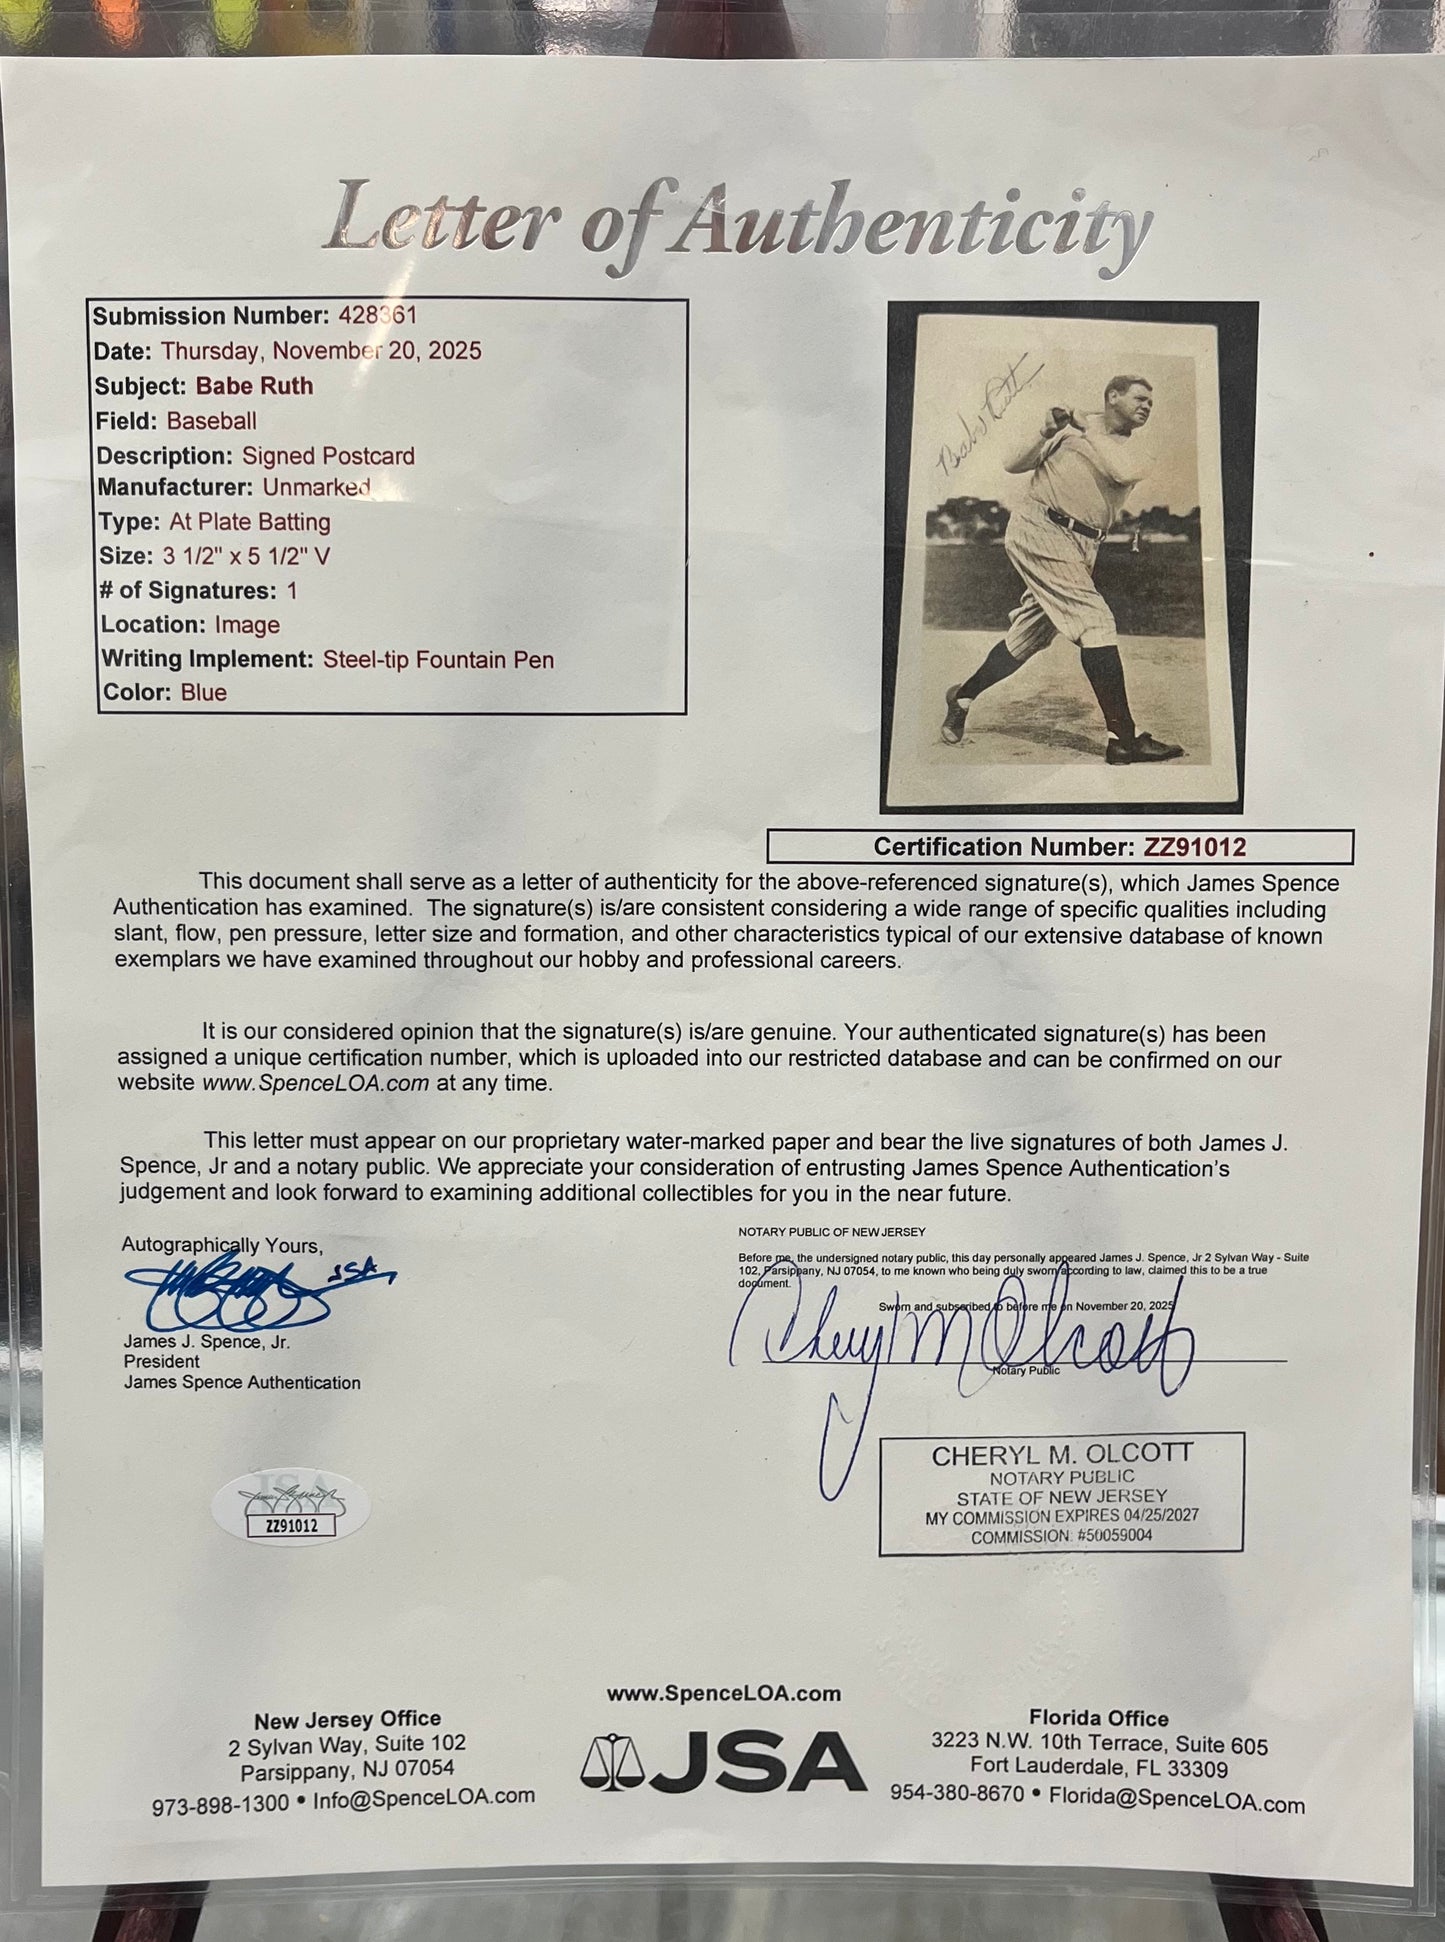 Letter of Authenticity
Submission Number: 428361
Date: Thursday, November 20, 2025
Subject: Babe Ruth
Field: Baseball
Description: Signed Postcard
Manufacturer: Unmarked
Type: At Plate Batting
Size: 3 1/2" x 5 1/2" V
# of Signatures: 1
Location: Image
Writing Implement: Steel-tip Fountain Pen
Color: Blue
Babe Ruth
Certification Number: ZZ91012
This document shall serve as a letter of authenticity for the above-referenced signature(s), which James Spence
Authentication has examined. The signature(s) is/are consistent considering a wide range of specific qualities including
slant, flow, pen pressure, letter size and formation, and other characteristics typical of our extensive database of known
exemplars we have examined throughout our hobby and professional careers.
It is our considered opinion that the signature(s) is/are genuine. Your authenticated signature(s) has been
assigned a unique certification number, which is uploaded into our restricted database and can be confirmed on our
website www.SpenceLOA.com at any time.
This letter must appear on our proprietary water-marked paper and bear the live signatures of both James J.
Spence, Jr and a notary public. We appreciate your consideration of entrusting James Spence Authentication's
judgement and look forward to examining additional collectibles for you in the near future.
Autographically Yours,
JSA
James J. Spence, Jr.
President
James Spence Authentication
NOTARY PUBLIC OF NEW JERSEY
Before me, the undersigned notary public, this day personally appeared James J. Spence, Jr 2 Sylvan Way - Suite
102, Parsippany, NJ 07054, to me known who being duly sworn according to law, claimed this to be a true
document.
Sworn and subscribed to before me on November 20, 2025
Cheryl M Olcott
Notary Public
CHERYL M. OLCOTT
NOTARY PUBLIC
STATE OF NEW JERSEY
MY COMMISSION EXPIRES 04/25/2027
COMMISSION: #50059004
JSA
ZZ91012
www.SpenceLOA.com
New Jersey Office
2 Sylvan Way, Suite 102
Parsippany, NJ 07054
973-898-1300 • Info@SpenceLOA.com
JSA
Florida Office
3223 N.W. 10th Terrace, Suite 605
Fort Lauderdale, FL 33309
954-380-8670 • Florida@SpenceLOA.com